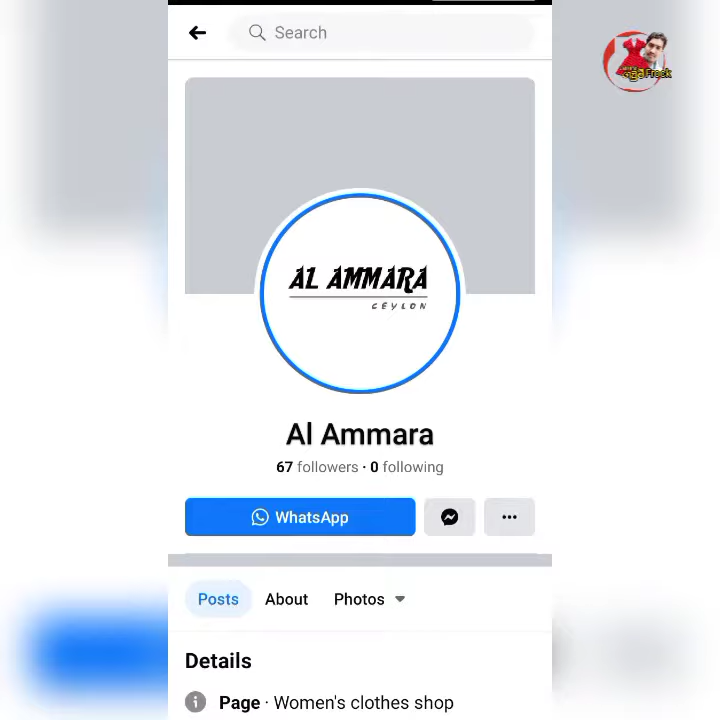 Search
Frock
AL AMMARA
CEYLON
Al Ammara
67 followers · 0 following
WhatsApp
Posts About Photos
Details
Page · Women's clothes shop